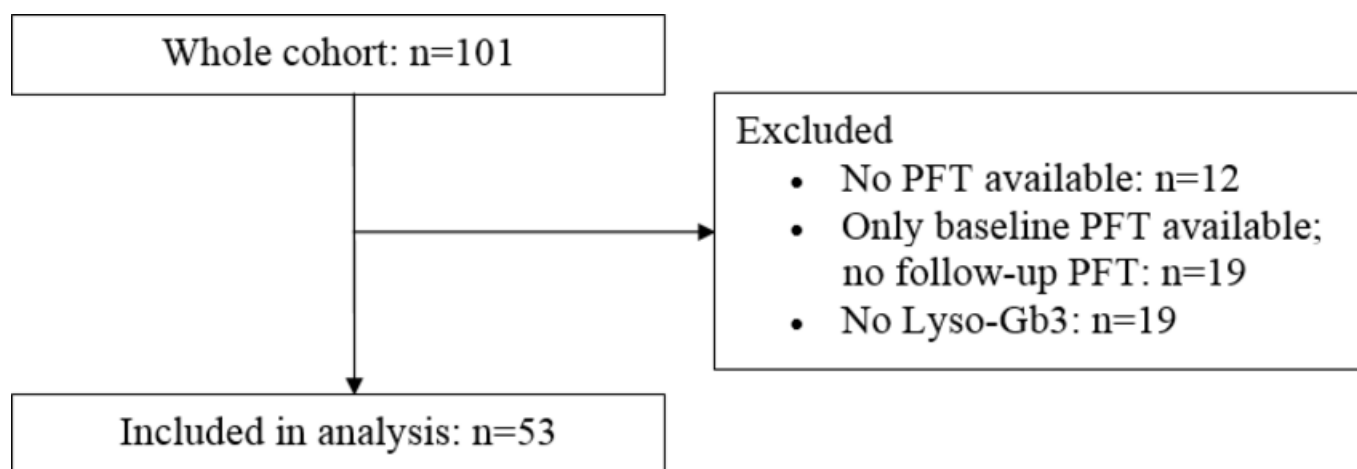 Whole cohort: n=101
Excluded
• No PFT available: n=12
• Only baseline PFT available;
no follow-up PFT: n=19
• No Lyso-Gb3: n=19
Included in analysis: n=53